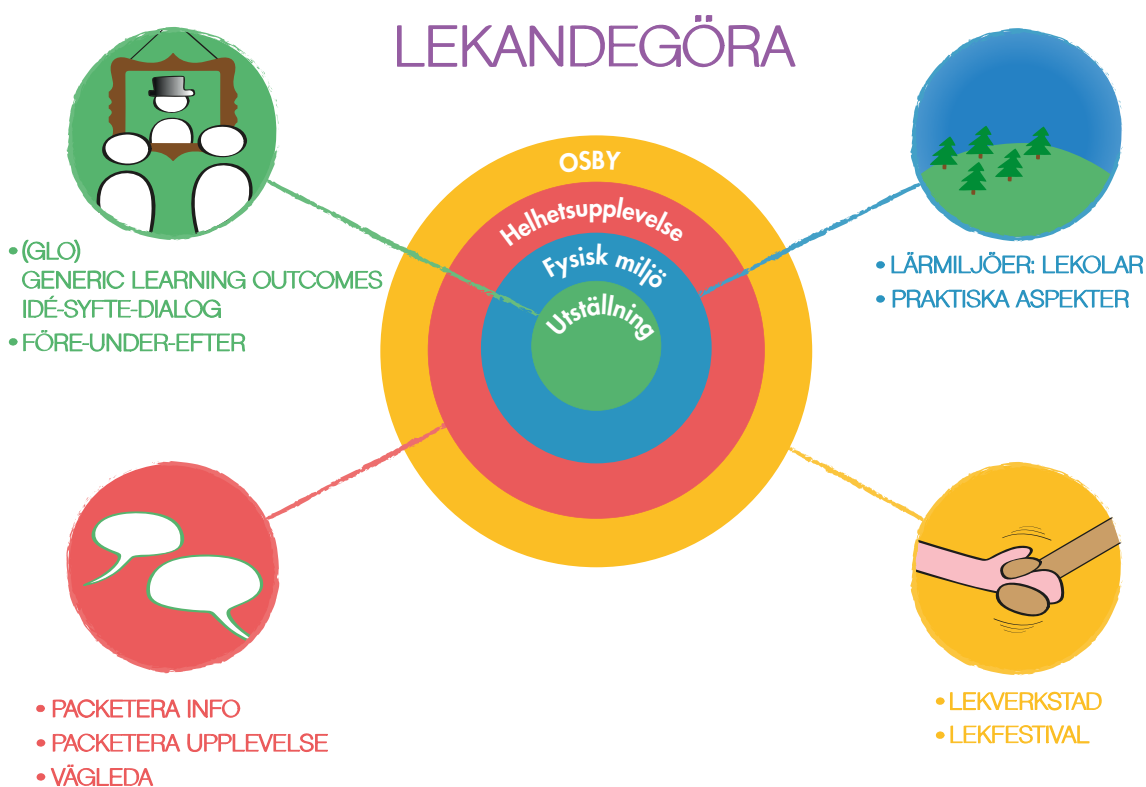 LEKANDEGÖRA
OSBY
Helhetsupplevelse
Fysisk miljö
Utställning
• (GLO)
GENERIC LEARNING OUTCOMES
IDÉ-SYFTE-DIALOG
• FÖRE-UNDER-EFTER
• LÄRMILJÖER: LEKOLAR
• PRAKTISKA ASPEKTER
• PACKETERA INFO
• PACKETERA UPPLEVELSE
• VÄGLEDA
• LEKVERKSTAD
• LEKFESTIVAL